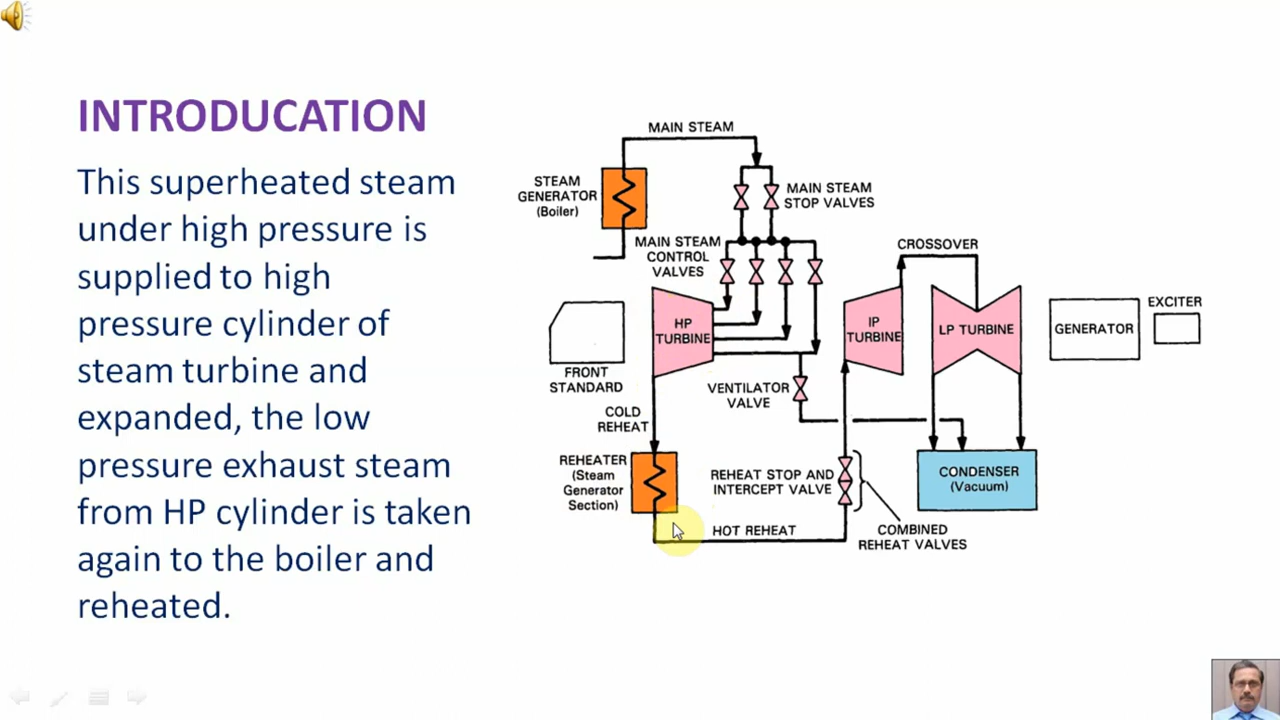 INTRODUCATION
This superheated steam
under high pressure is
supplied to high
pressure cylinder of
steam turbine and
expanded, the low
pressure exhaust steam
from HP cylinder is taken
again to the boiler and
reheated.
MAIN STEAM
STEAM
GENERATOR
(Boiler)
MAIN STEAM
STOP VALVES
MAIN STEAM
CONTROL
VALVES
CROSSOVER
HP
TURBINE
IP
TURBINE
LP TURBINE
GENERATOR
EXCITER
FRONT
STANDARD
VENTILATOR
VALVE
COLD
REHEAT
REHEATER
(Steam
Generator
Section)
REHEAT STOP AND
INTERCEPT VALVE
CONDENSER
(Vacuum)
HOT REHEAT
COMBINED
REHEAT VALVES